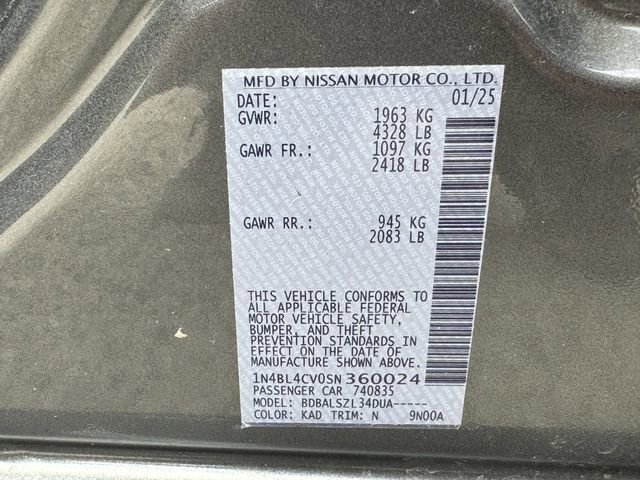 MFD BY NISSAN MOTOR CO., LTD.
DATE: 01/25
GVWR: 1963 KG
4328 LB
GAWR FR.: 1097 KG
2418 LB
GAWR RR.: 945 KG
2083 LB
THIS VEHICLE CONFORMS TO
ALL APPLICABLE FEDERAL
MOTOR VEHICLE SAFETY,
BUMPER, AND THEFT
PREVENTION STANDARDS IN
EFFECT ON THE DATE OF
MANUFACTURE SHOWN ABOVE.
1N4BL4CV0SN360024
PASSENGER CAR 740835
MODEL: BDBALSZL34DUA-----
COLOR: KAD TRIM: N 9N00A